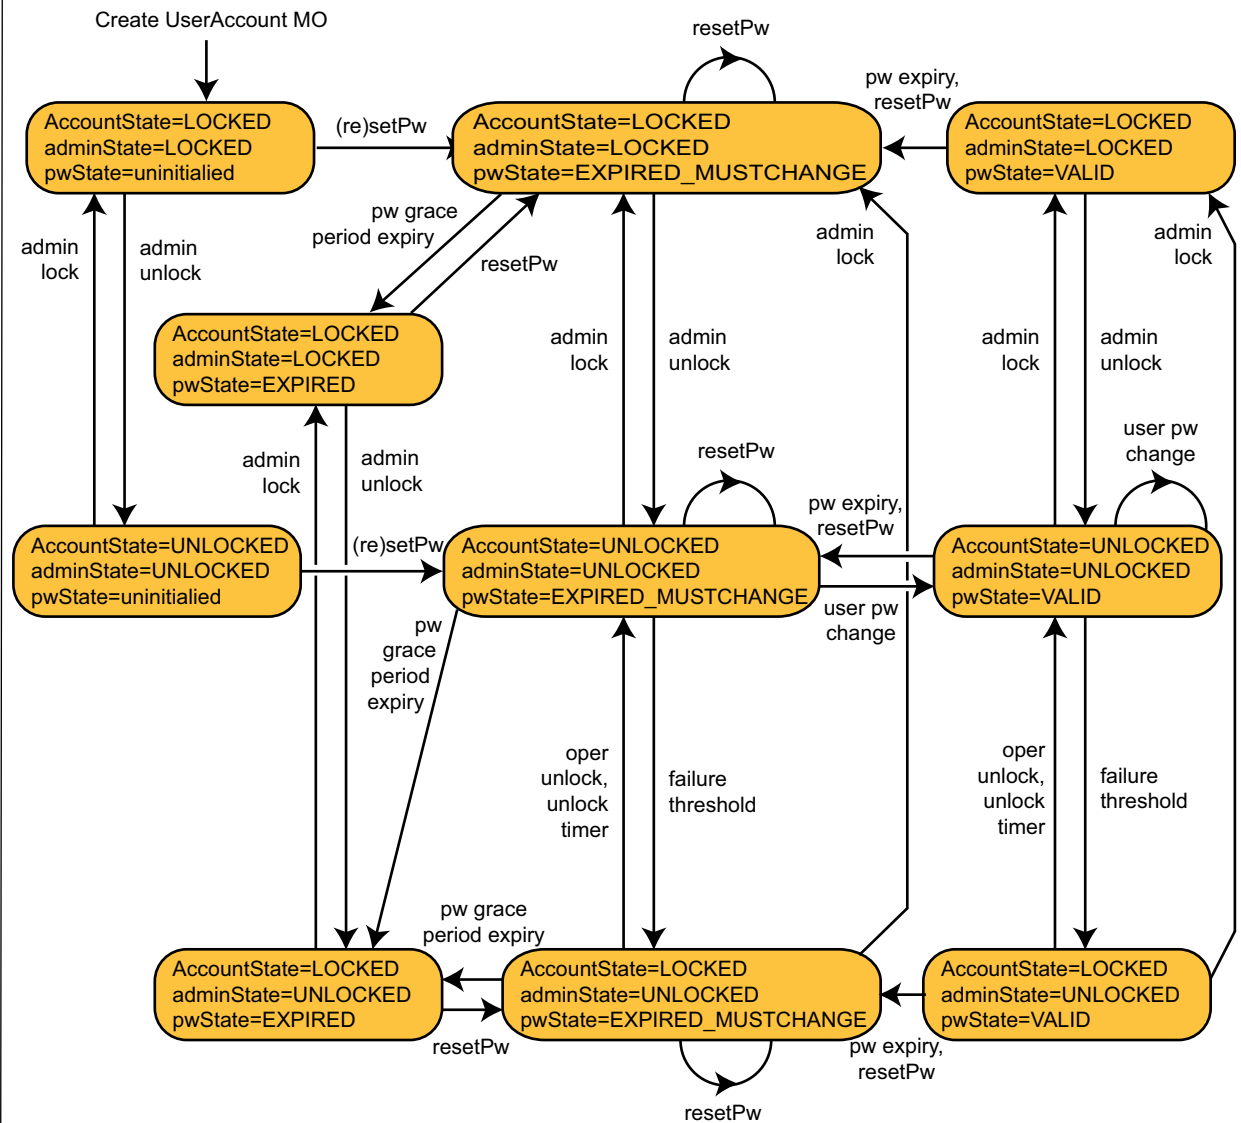 Create UserAccount MO
resetPw
pw expiry,
resetPw
AccountState=LOCKED
adminState=LOCKED
pwState=uninitialied
(re)setPw
AccountState=LOCKED
adminState=LOCKED
pwState=EXPIRED_MUSTCHANGE
AccountState=LOCKED
adminState=LOCKED
pwState=VALID
admin
lock
admin
unlock
pw grace
period expiry
resetPw
admin
lock
admin
lock
AccountState=LOCKED
adminState=LOCKED
pwState=EXPIRED
admin
lock
admin
unlock
admin
lock
admin
unlock
admin
lock
admin
unlock
resetPw
user pw
change
pw expiry,
resetPw
AccountState=UNLOCKED
adminState=UNLOCKED
pwState=uninitialied
(re)setPw
AccountState=UNLOCKED
adminState=UNLOCKED
pwState=EXPIRED_MUSTCHANGE
AccountState=UNLOCKED
adminState=UNLOCKED
pwState=VALID
user pw
change
pw
grace
period
expiry
oper
unlock,
unlock
timer
failure
threshold
oper
unlock,
unlock
timer
failure
threshold
pw grace
period expiry
AccountState=LOCKED
adminState=UNLOCKED
pwState=EXPIRED
AccountState=LOCKED
adminState=UNLOCKED
pwState=EXPIRED_MUSTCHANGE
AccountState=LOCKED
adminState=UNLOCKED
pwState=VALID
resetPw
pw expiry,
resetPw
resetPw